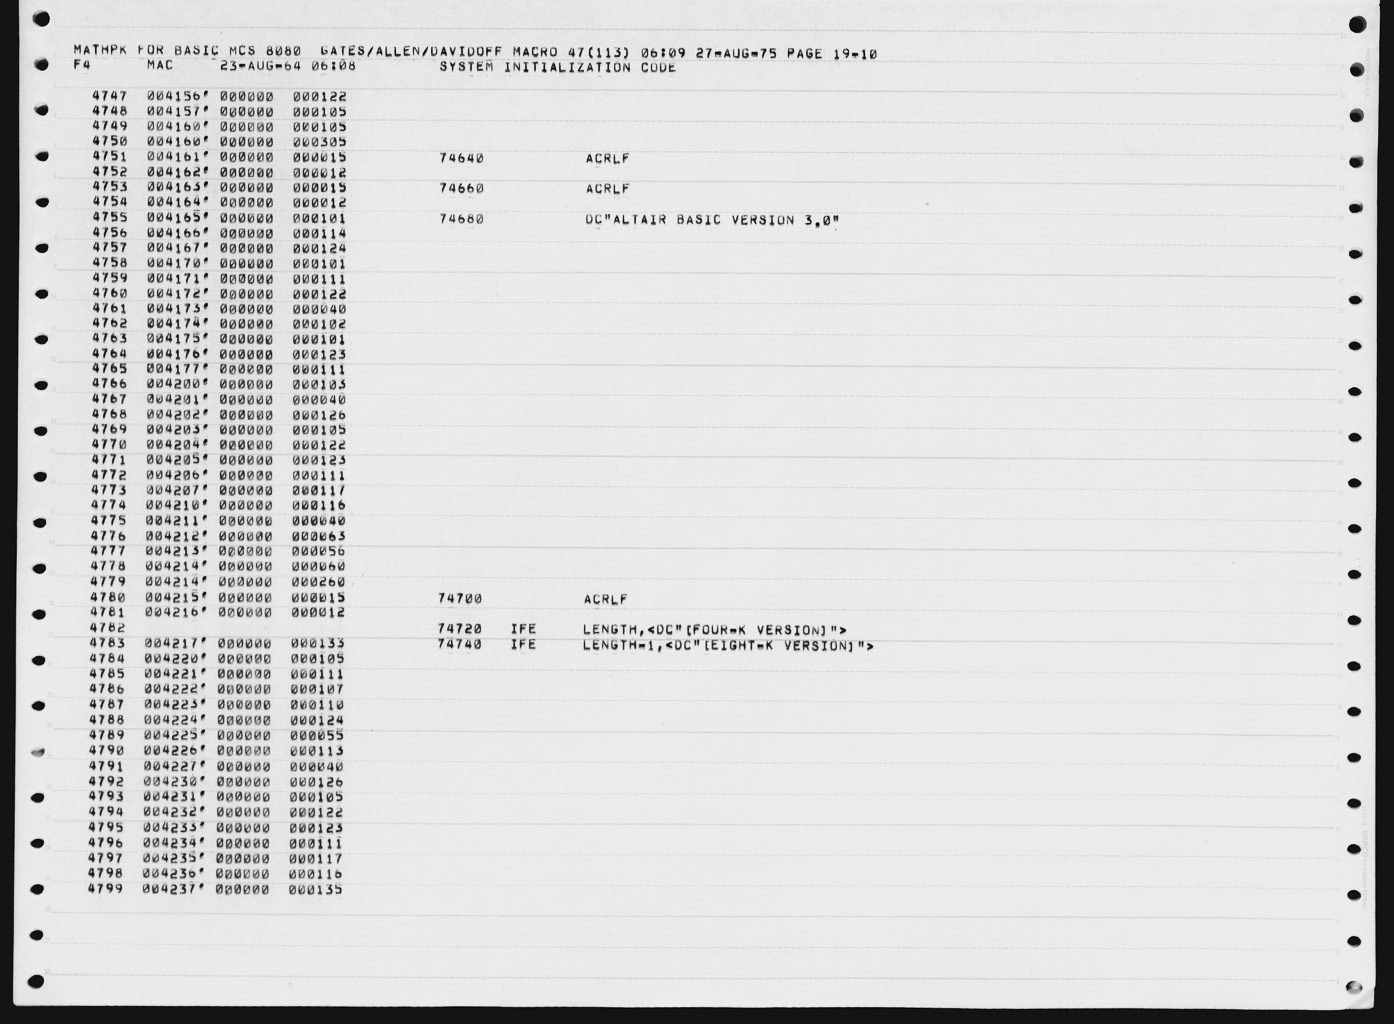 MATHPK FOR BASIC MCS 8080  GATES/ALLEN/DAVIDOFF MACRO 47(113) 06:09 27-AUG-75 PAGE 19-10
F4 MAC 23-AUG-64 06:08 SYSTEM INITIALIZATION CODE
4747 004156' 000000 000122
4748 004157' 000000 000105
4749 004160' 000000 000105
4750 004160' 000000 000305
4751 004161' 000000 000015 74640 ACRLF
4752 004162' 000000 000012
4753 004163' 000000 000015 74660 ACRLF
4754 004164' 000000 000012
4755 004165' 000000 000101 74680 DC"ALTAIR BASIC VERSION 3.0"
4756 004166' 000000 000114
4757 004167' 000000 000124
4758 004170' 000000 000101
4759 004171' 000000 000111
4760 004172' 000000 000122
4761 004173' 000000 000040
4762 004174' 000000 000102
4763 004175' 000000 000101
4764 004176' 000000 000123
4765 004177' 000000 000111
4766 004200' 000000 000103
4767 004201' 000000 000040
4768 004202' 000000 000126
4769 004203' 000000 000105
4770 004204' 000000 000122
4771 004205' 000000 000123
4772 004206' 000000 000111
4773 004207' 000000 000117
4774 004210' 000000 000116
4775 004211' 000000 000040
4776 004212' 000000 000063
4777 004213' 000000 000056
4778 004214' 000000 000060
4779 004214' 000000 000260
4780 004215' 000000 000015 74700 ACRLF
4781 004216' 000000 000012
4782 74720 IFE LENGTH,<DC"[FOUR-K VERSION]">
4783 004217' 000000 000133 74740 IFE LENGTH-1,<DC"[EIGHT-K VERSION]">
4784 004220' 000000 000105
4785 004221' 000000 000111
4786 004222' 000000 000107
4787 004223' 000000 000110
4788 004224' 000000 000124
4789 004225' 000000 000055
4790 004226' 000000 000113
4791 004227' 000000 000040
4792 004230' 000000 000126
4793 004231' 000000 000105
4794 004232' 000000 000122
4795 004233' 000000 000123
4796 004234' 000000 000111
4797 004235' 000000 000117
4798 004236' 000000 000116
4799 004237' 000000 000135